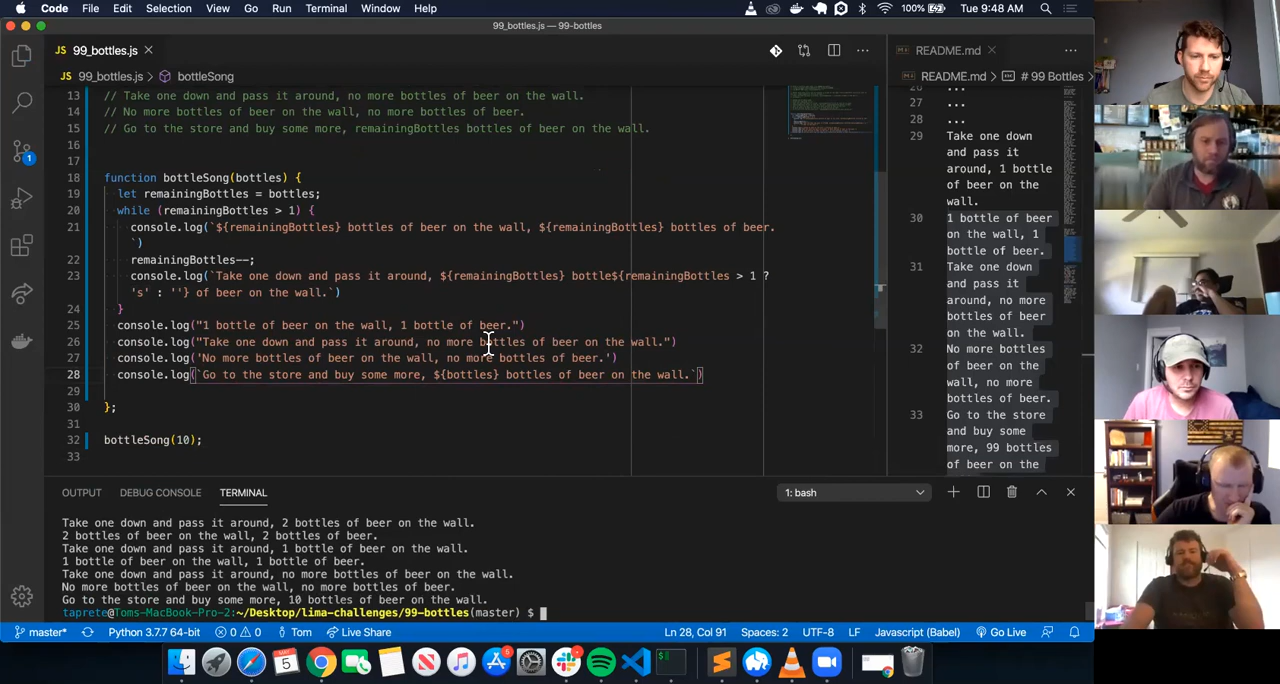 Code File Edit Selection View Go Run Terminal Window Help 100% Tue 9:48 AM
99_bottles.js — 99-bottles
JS 99_bottles.js
README.md
JS 99_bottles.js > bottleSong
README.md > # 99 Bottles
13 // Take one down and pass it around, no more bottles of beer on the wall.
14 // No more bottles of beer on the wall, no more bottles of beer.
15 // Go to the store and buy some more, remainingBottles bottles of beer on the wall.
16
17
18 function bottleSong(bottles) {
19 let remainingBottles = bottles;
20 while (remainingBottles > 1) {
21 console.log(`${remainingBottles} bottles of beer on the wall, ${remainingBottles} bottles of beer.
`)
22 remainingBottles--;
23 console.log(`Take one down and pass it around, ${remainingBottles} bottle${remainingBottles > 1 ?
's' : ''} of beer on the wall.`)
24 }
25 console.log("1 bottle of beer on the wall, 1 bottle of beer.")
26 console.log("Take one down and pass it around, no more bottles of beer on the wall.")
27 console.log('No more bottles of beer on the wall, no more bottles of beer.')
28 console.log(`Go to the store and buy some more, ${bottles} bottles of beer on the wall.`)
29
30 };
31
32 bottleSong(10);
33
27 ...
28 ...
29 Take one down
and pass it
around, 1 bottle
of beer on the
wall.
30 1 bottle of beer
on the wall, 1
bottle of beer.
31 Take one down
and pass it
around, no more
bottles of beer
on the wall.
32 No more bottles
of beer on the
wall, no more
bottles of beer.
33 Go to the store
and buy some
more, 99 bottles
of beer on the
OUTPUT DEBUG CONSOLE TERMINAL 1: bash
Take one down and pass it around, 2 bottles of beer on the wall.
2 bottles of beer on the wall, 2 bottles of beer.
Take one down and pass it around, 1 bottle of beer on the wall.
1 bottle of beer on the wall, 1 bottle of beer.
Take one down and pass it around, no more bottles of beer on the wall.
No more bottles of beer on the wall, no more bottles of beer.
Go to the store and buy some more, 10 bottles of beer on the wall.
taprete@Toms-MacBook-Pro-2:~/Desktop/lima-challenges/99-bottles(master) $
master* Python 3.7.7 64-bit 0 0 Tom Live Share Ln 28, Col 91 Spaces: 2 UTF-8 LF Javascript (Babel) Go Live